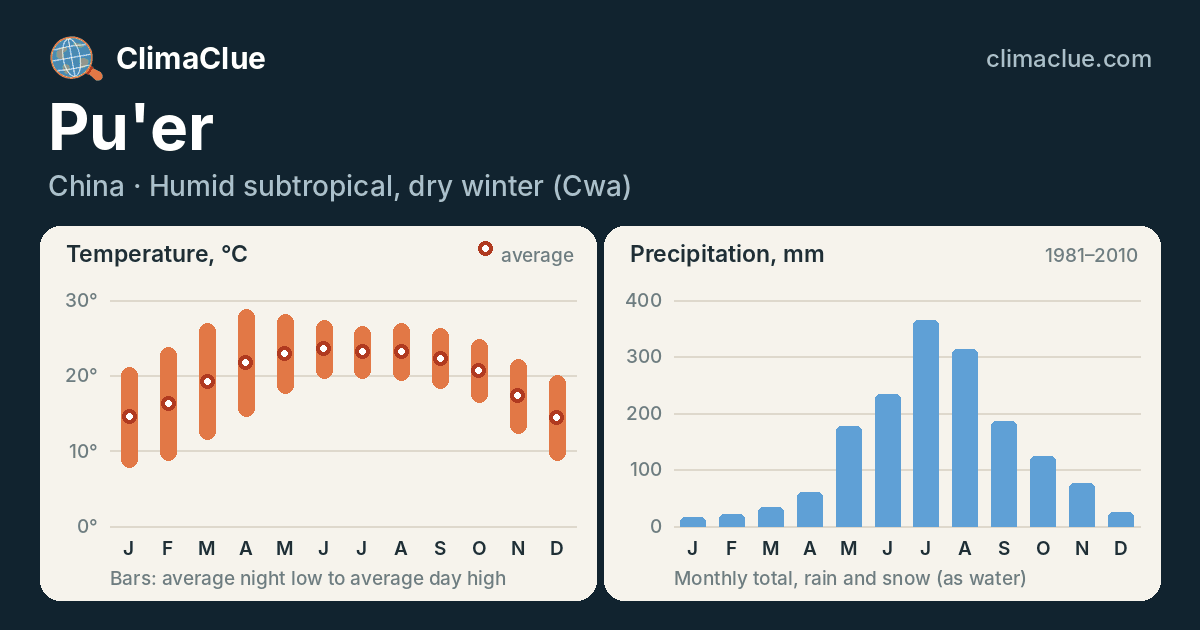 ClimaClue
climaclue.com
Pu'er
China · Humid subtropical, dry winter (Cwa)
Temperature, °C
average
30°
20°
10°
0°
J F M A M J J A S O N D
Bars: average night low to average day high
Precipitation, mm
1981–2010
400
300
200
100
0
J F M A M J J A S O N D
Monthly total, rain and snow (as water)